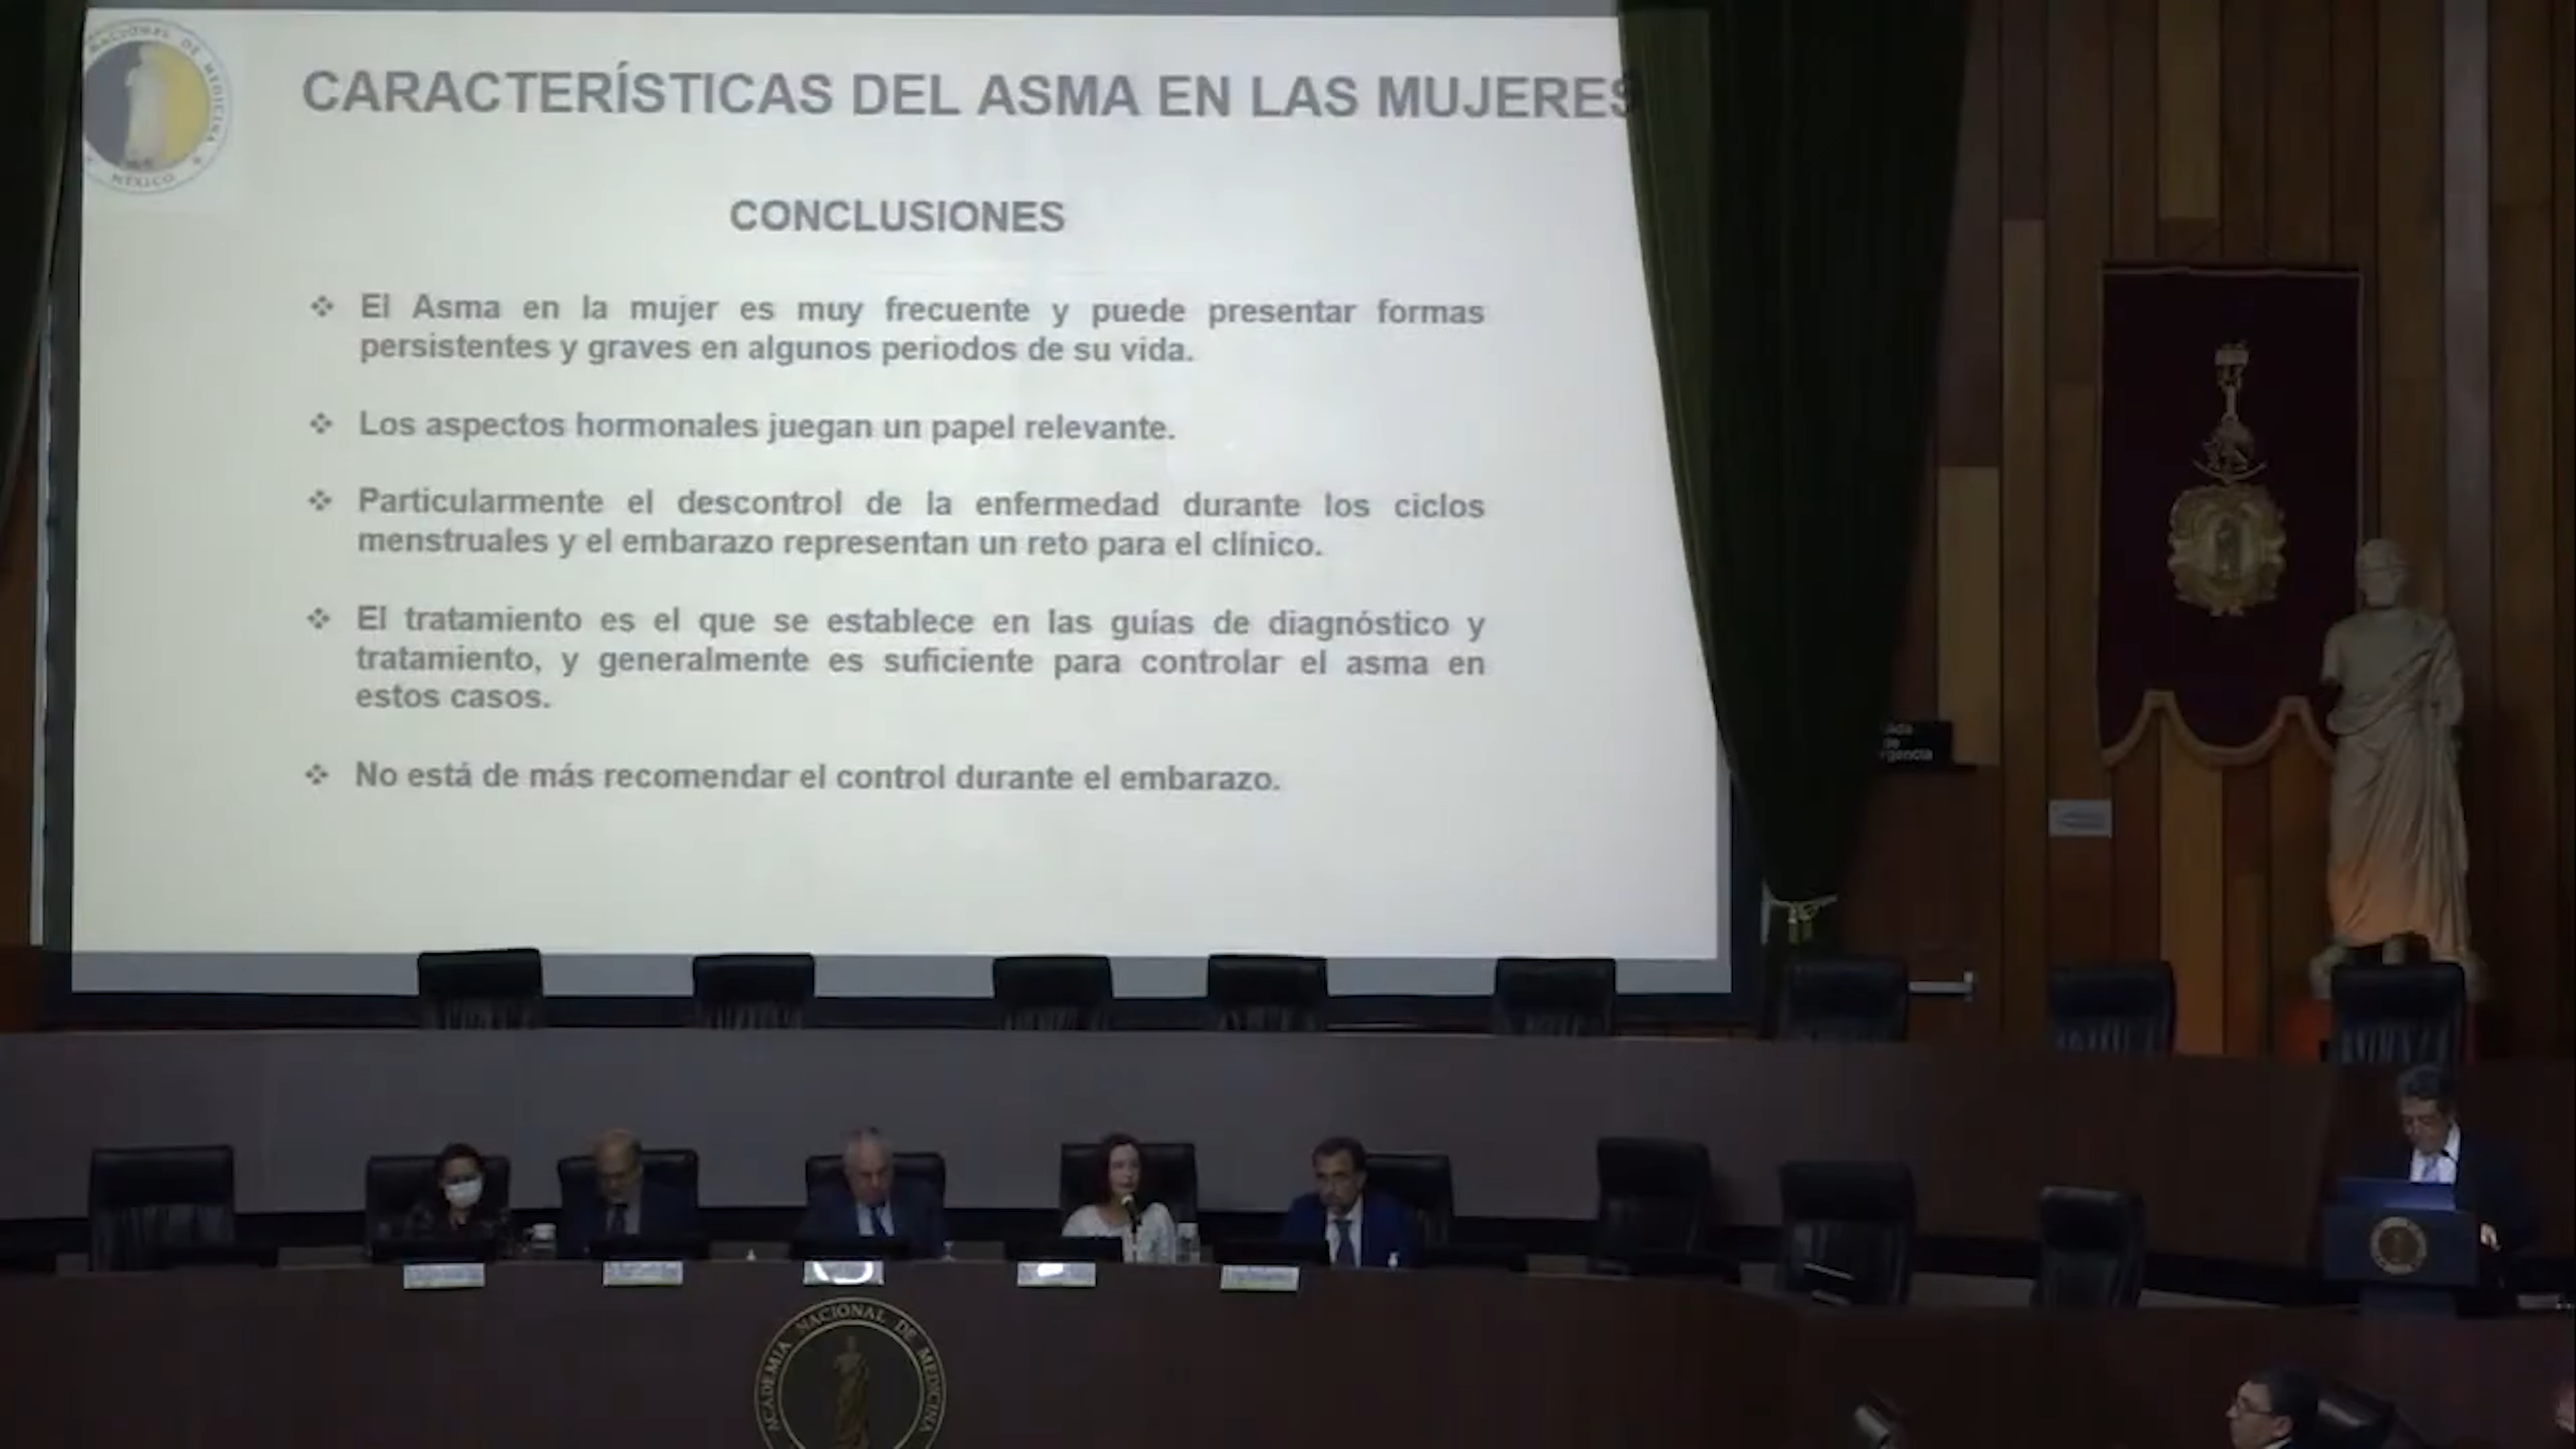 NACIONAL DE MEDICINA
MÉXICO
CARACTERÍSTICAS DEL ASMA EN LAS MUJERES
CONCLUSIONES
❖ El Asma en la mujer es muy frecuente y puede presentar formas
persistentes y graves en algunos periodos de su vida.
❖ Los aspectos hormonales juegan un papel relevante.
❖ Particularmente el descontrol de la enfermedad durante los ciclos
menstruales y el embarazo representan un reto para el clínico.
❖ El tratamiento es el que se establece en las guías de diagnóstico y
tratamiento, y generalmente es suficiente para controlar el asma en
estos casos.
❖ No está de más recomendar el control durante el embarazo.
ACADEMIA NACIONAL DE MEDICINA